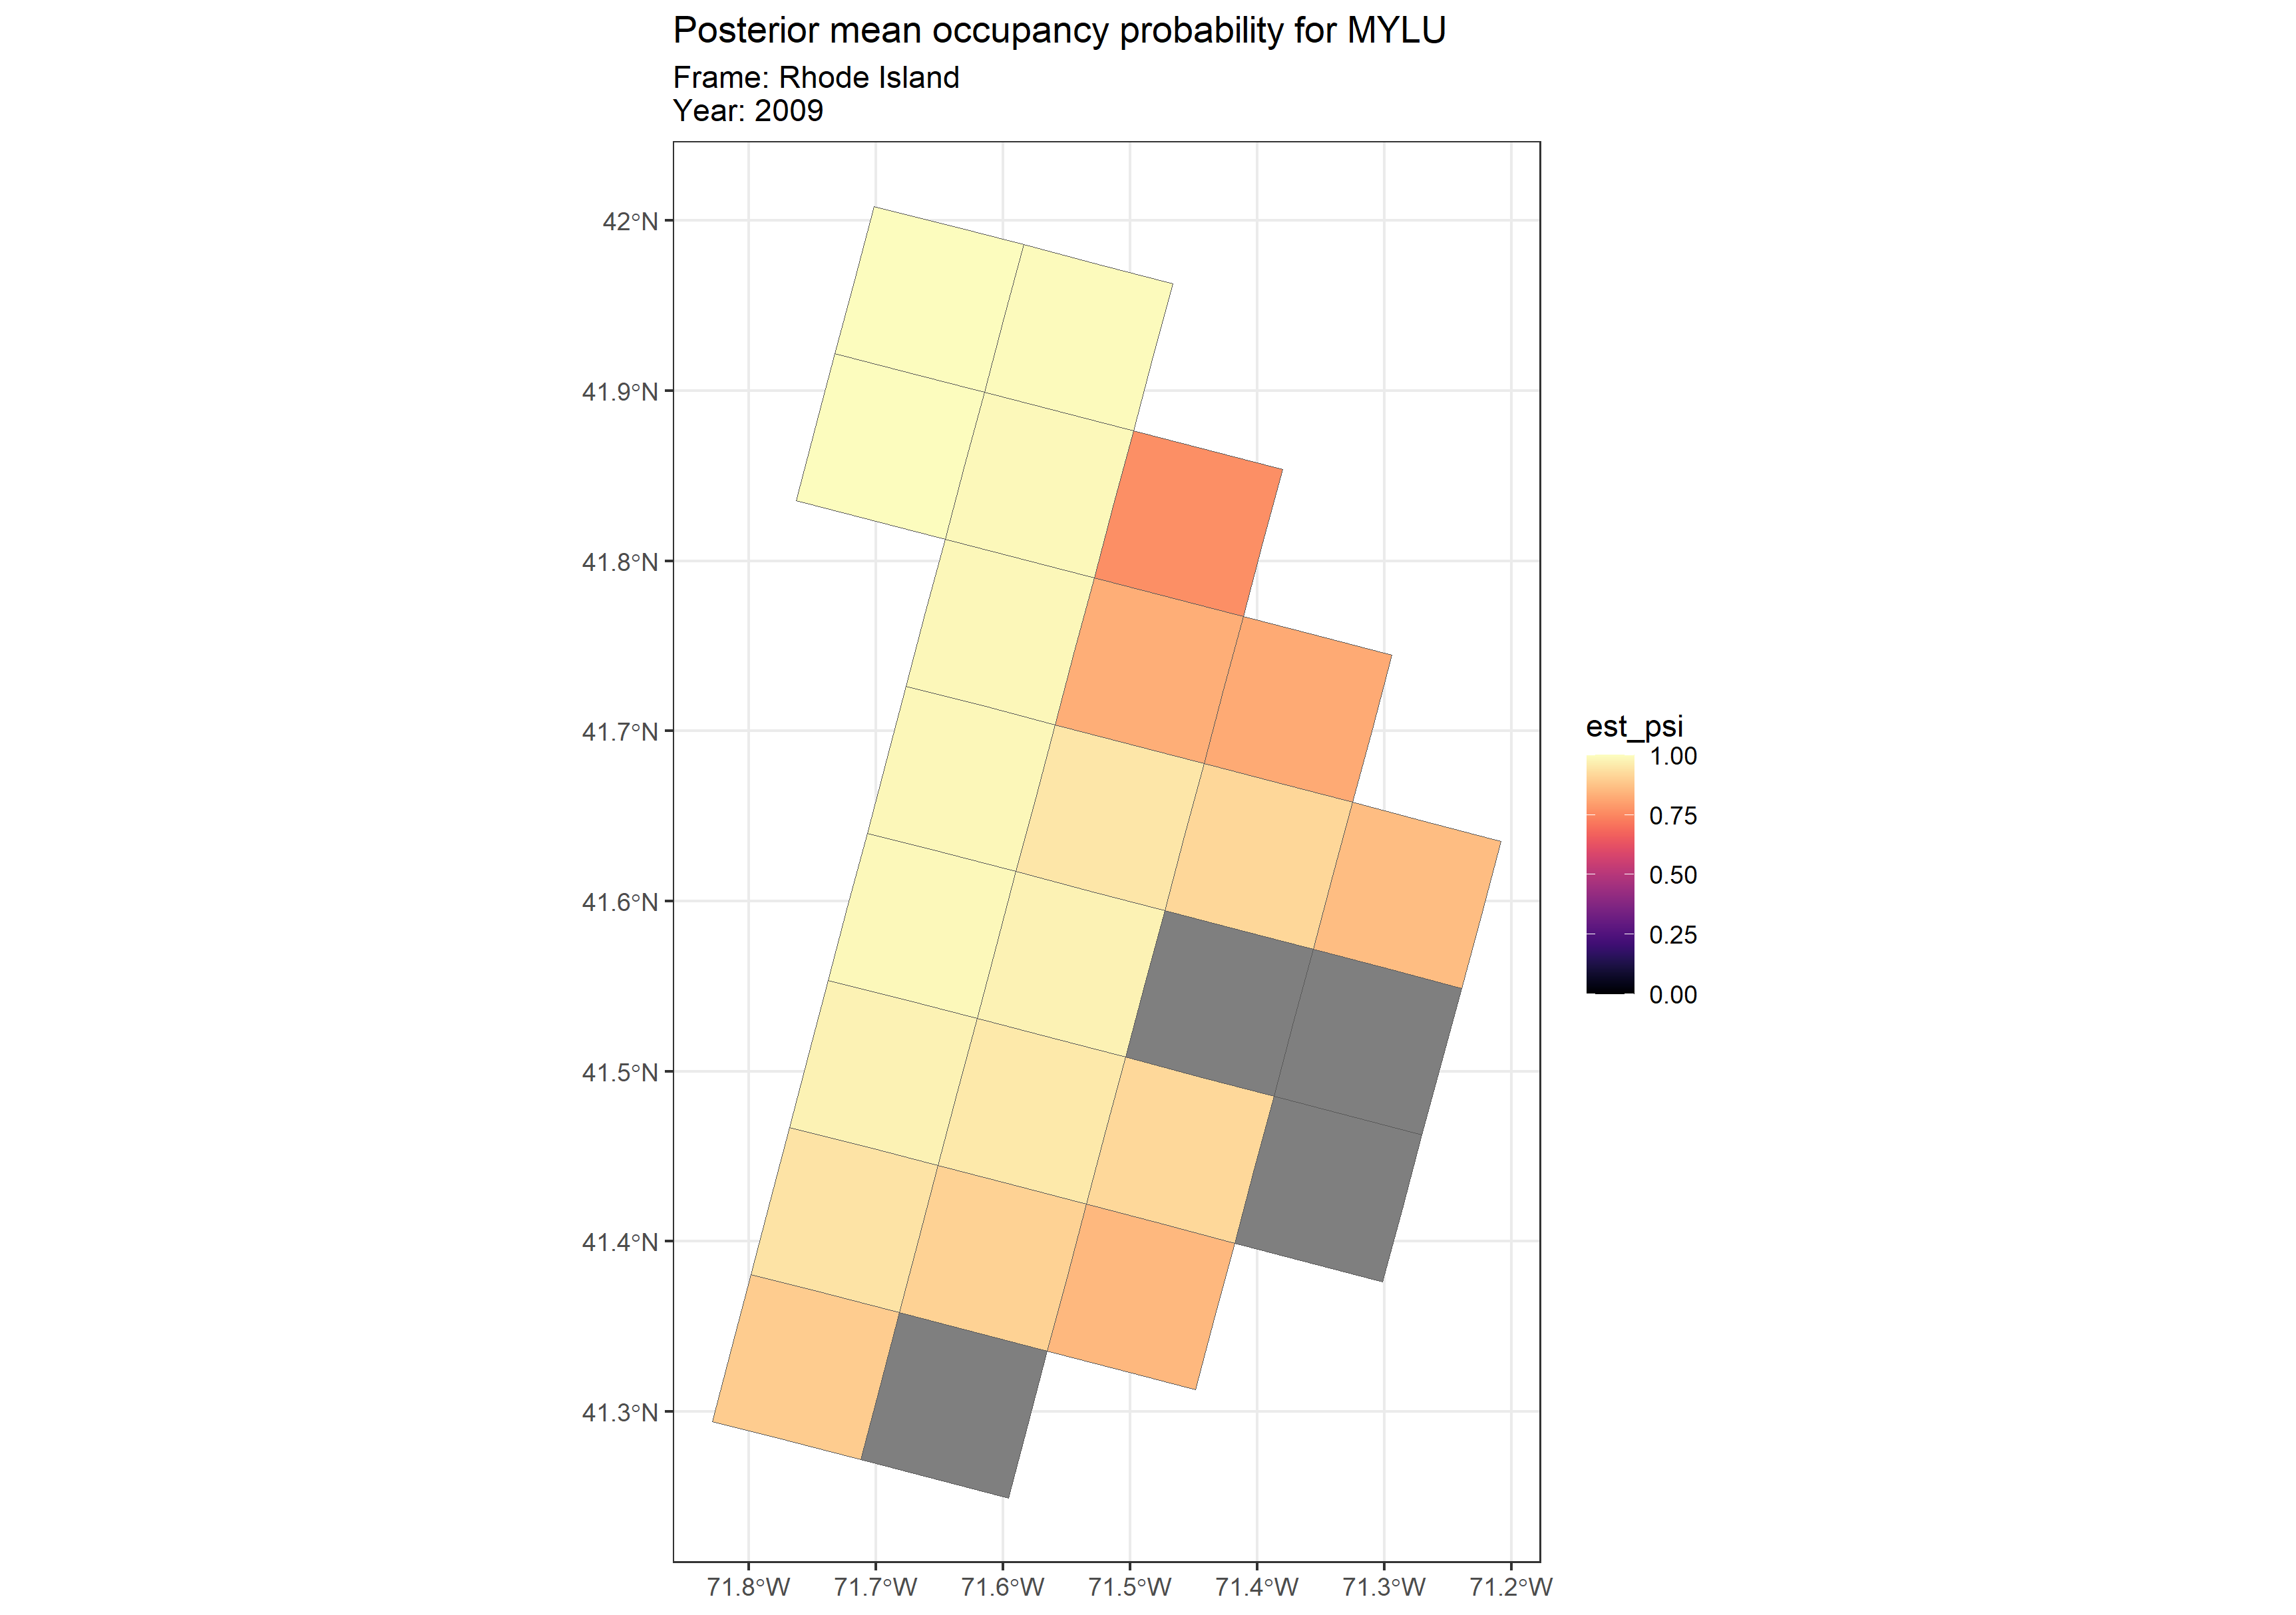 Posterior mean occupancy probability for MYLU
Frame: Rhode Island
Year: 2009
42°N
41.9°N
41.8°N
41.7°N
41.6°N
41.5°N
41.4°N
41.3°N
71.8°W 71.7°W 71.6°W 71.5°W 71.4°W 71.3°W 71.2°W
est_psi
1.00
0.75
0.50
0.25
0.00